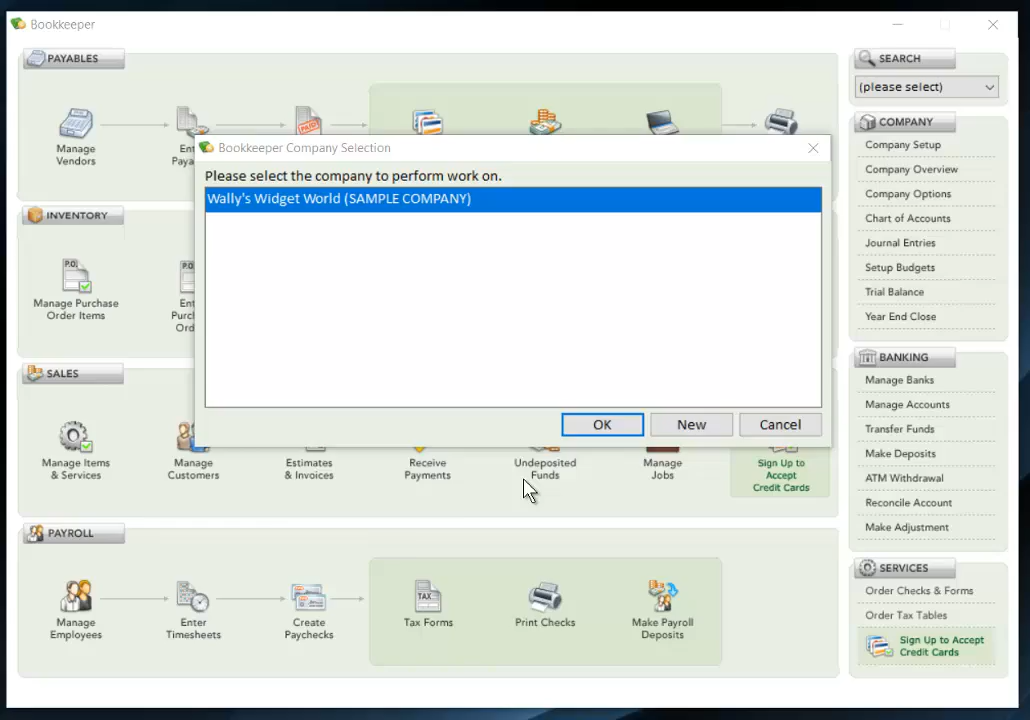 Bookkeeper
PAYABLES
Manage
Vendors
Bookkeeper Company Selection
Please select the company to perform work on.
Wally's Widget World (SAMPLE COMPANY)
OK
New
Cancel
INVENTORY
P.O.
Manage Purchase
Order Items
SALES
Manage Items
& Services
Manage
Customers
Estimates
& Invoices
Receive
Payments
Undeposited
Funds
Manage
Jobs
Sign Up to
Accept
Credit Cards
PAYROLL
Manage
Employees
Enter
Timesheets
Create
Paychecks
TAX
Tax Forms
Print Checks
Make Payroll
Deposits
SEARCH
(please select)
COMPANY
Company Setup
Company Overview
Company Options
Chart of Accounts
Journal Entries
Setup Budgets
Trial Balance
Year End Close
BANKING
Manage Banks
Manage Accounts
Transfer Funds
Make Deposits
ATM Withdrawal
Reconcile Account
Make Adjustment
SERVICES
Order Checks & Forms
Order Tax Tables
Sign Up to Accept
Credit Cards